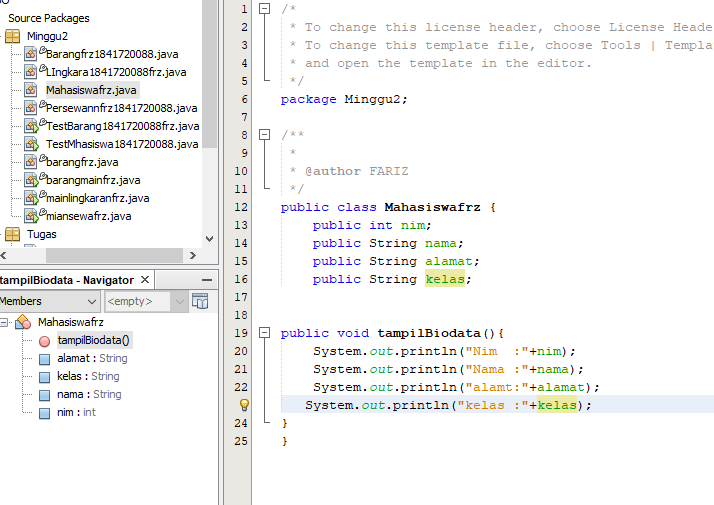 Source Packages
Minggu2
Barangfrz1841720088.java
LIngkara1841720088frz.java
Mahasiswafrz.java
Persewannfrz1841720088.java
TestBarang1841720088frz.java
TestMhasiswa1841720088.java
barangfrz.java
barangmainfrz.java
mainlingkaranfrz.java
miansewafrz.java
Tugas
tampilBiodata - Navigator
Members
<empty>
Mahasiswafrz
tampilBiodata()
alamat : String
kelas : String
nama : String
nim : int
1 /*
2 * To change this license header, choose License Heade
3 * To change this template file, choose Tools | Templa
4 * and open the template in the editor.
5 */
6 package Minggu2;
7
8 /**
9 *
10 * @author FARIZ
11 */
12 public class Mahasiswafrz {
13 public int nim;
14 public String nama;
15 public String alamat;
16 public String kelas;
17
18
19 public void tampilBiodata(){
20 System.out.println("Nim  :"+nim);
21 System.out.println("Nama :"+nama);
22 System.out.println("alamt:"+alamat);
System.out.println("kelas :"+kelas);
24 }
25 }